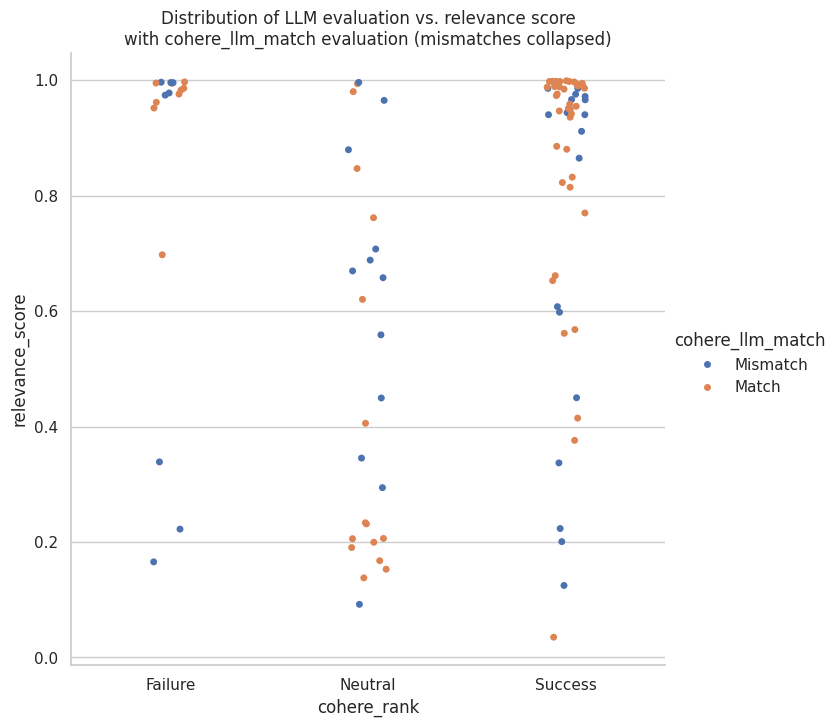 Distribution of LLM evaluation vs. relevance score
with cohere_llm_match evaluation (mismatches collapsed)
relevance_score
1.0
0.8
0.6
0.4
0.2
0.0
Failure
Neutral
Success
cohere_rank
cohere_llm_match
Mismatch
Match